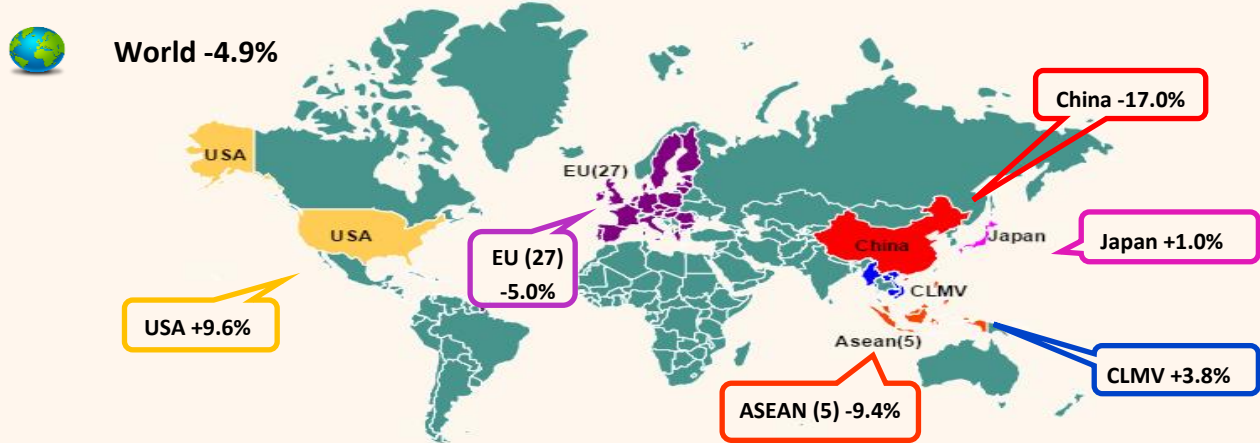 World -4.9%
China -17.0%
USA
EU(27)
USA
China
Japan
Japan +1.0%
EU (27)
-5.0%
CLMV
USA +9.6%
Asean(5)
CLMV +3.8%
ASEAN (5) -9.4%